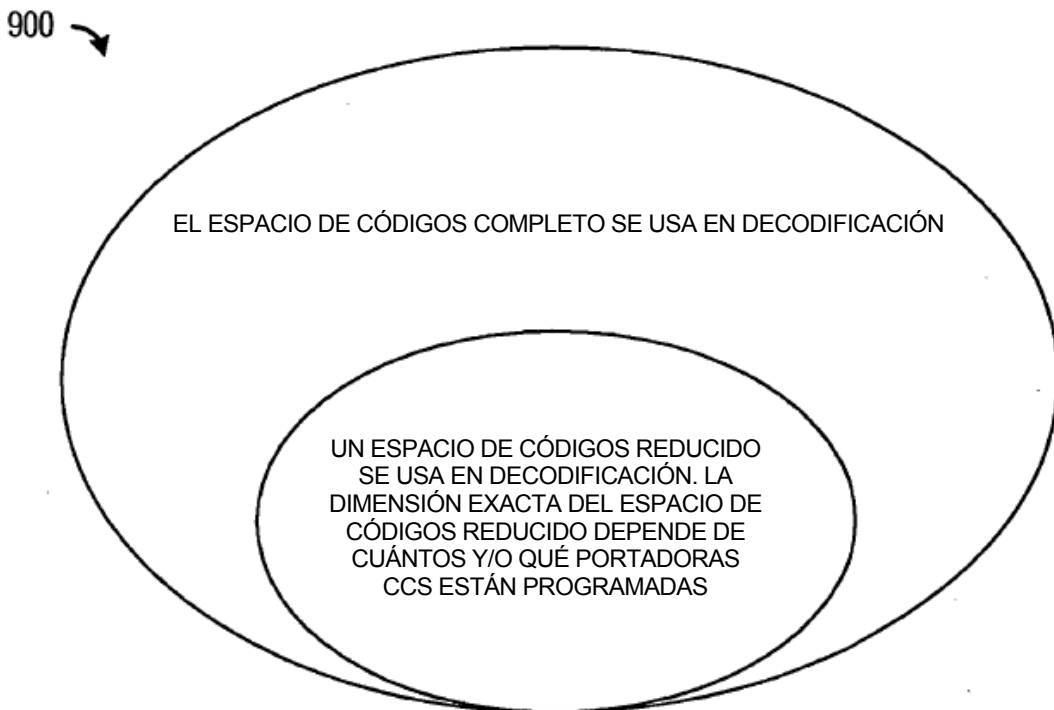 900
EL ESPACIO DE CÓDIGOS COMPLETO SE USA EN DECODIFICACIÓN
UN ESPACIO DE CÓDIGOS REDUCIDO
SE USA EN DECODIFICACIÓN. LA
DIMENSIÓN EXACTA DEL ESPACIO DE
CÓDIGOS REDUCIDO DEPENDE DE
CUÁNTOS Y/O QUÉ PORTADORAS
CCS ESTÁN PROGRAMADAS